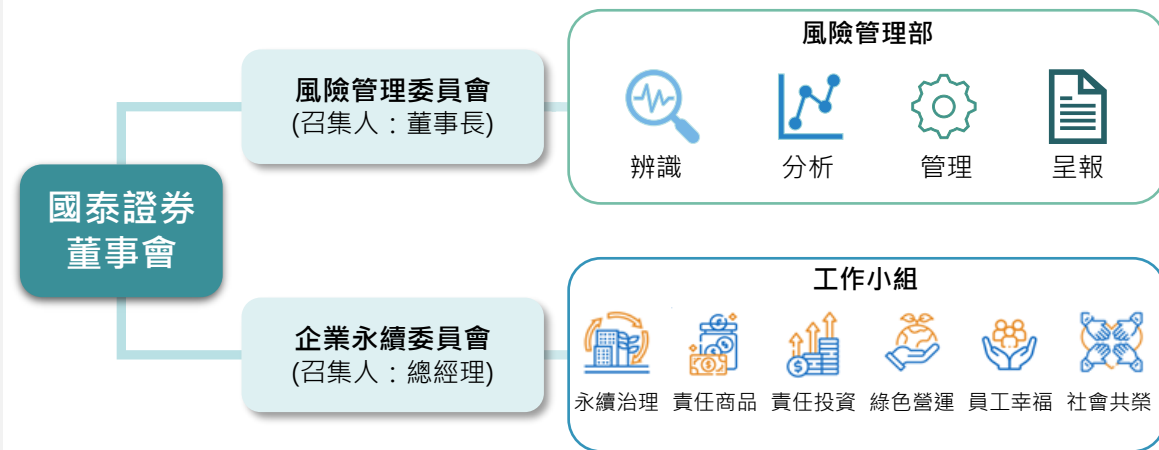 國泰證券
董事會
風險管理委員會
(召集人：董事長)
風險管理部
辨識
分析
管理
呈報
企業永續委員會
(召集人：總經理)
工作小組
永續治理
責任商品
責任投資
綠色營運
員工幸福
社會共榮